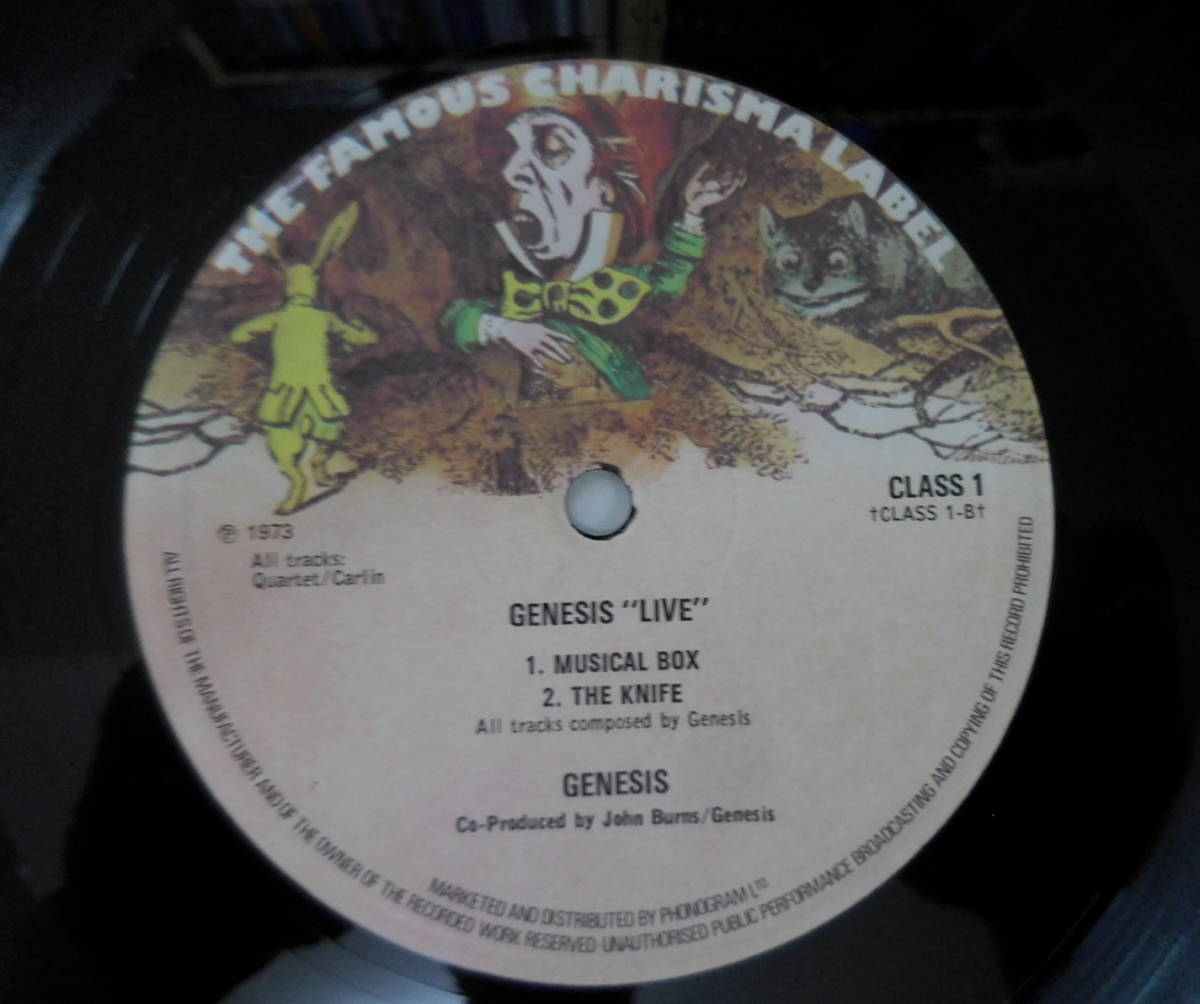 THE FAMOUS CHARISMA LABEL
CLASS 1
†CLASS 1-B†
℗ 1973
All tracks:
Quartet/Carlin
GENESIS "LIVE"
1. MUSICAL BOX
2. THE KNIFE
All tracks composed by Genesis
GENESIS
Co-Produced by John Burns/Genesis
MARKETED AND DISTRIBUTED BY PHONOGRAM LTD
ALL RIGHTS OF THE MANUFACTURER AND OF THE OWNER OF THE RECORDED WORK RESERVED-UNAUTHORISED PUBLIC PERFORMANCE BROADCASTING AND COPYING OF THIS RECORD PROHIBITED